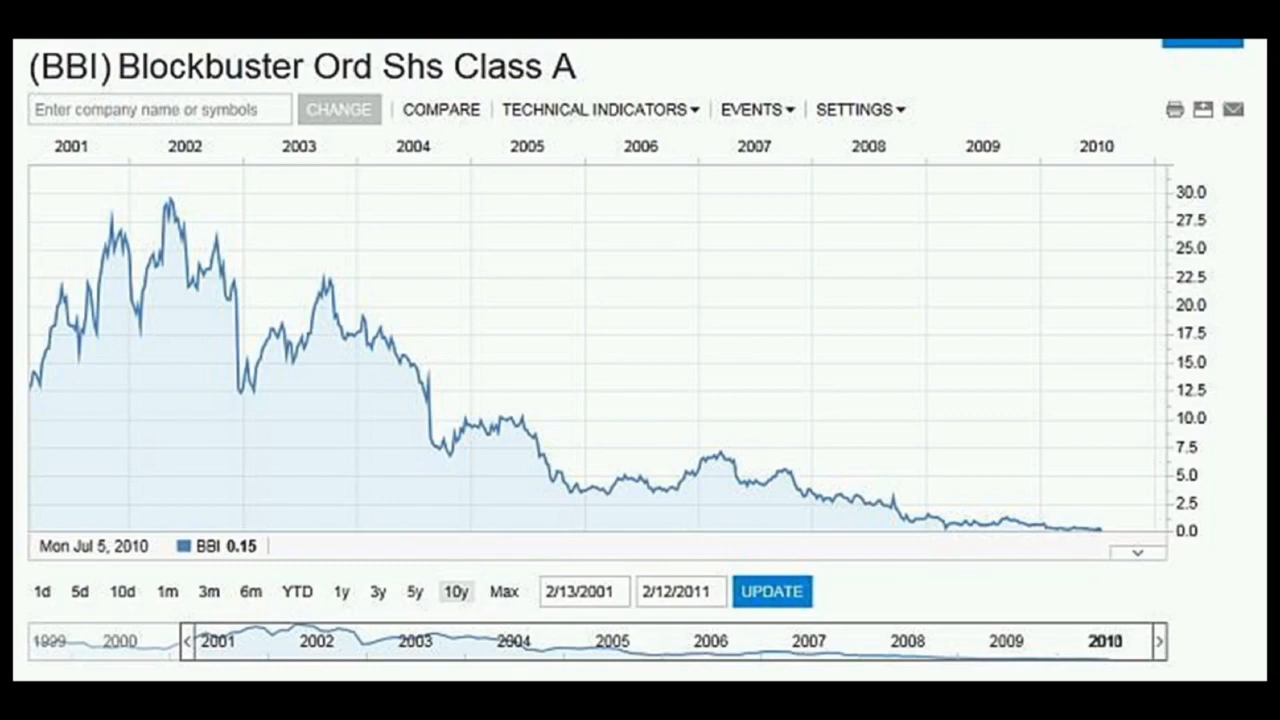 (BBI) Blockbuster Ord Shs Class A
Enter company name or symbols CHANGE COMPARE TECHNICAL INDICATORS EVENTS SETTINGS
2001 2002 2003 2004 2005 2006 2007 2008 2009 2010
30.0
27.5
25.0
22.5
20.0
17.5
15.0
12.5
10.0
7.5
5.0
2.5
0.0
Mon Jul 5, 2010 BBI 0.15
1d 5d 10d 1m 3m 6m YTD 1y 3y 5y 10y Max 2/13/2001 2/12/2011 UPDATE
1999 2000 2001 2002 2003 2004 2005 2006 2007 2008 2009